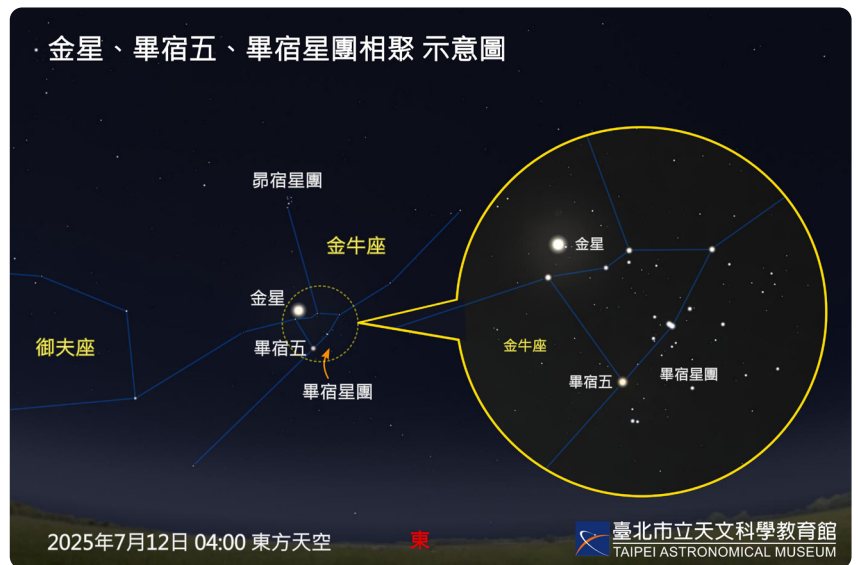 金星、畢宿五、畢宿星團相聚 示意圖
昴宿星團
金牛座
金星
御夫座
畢宿五
畢宿星團
金星
金牛座
畢宿五
畢宿星團
2025年7月12日 04:00 東方天空
東
臺北市立天文科學教育館
TAIPEI ASTRONOMICAL MUSEUM